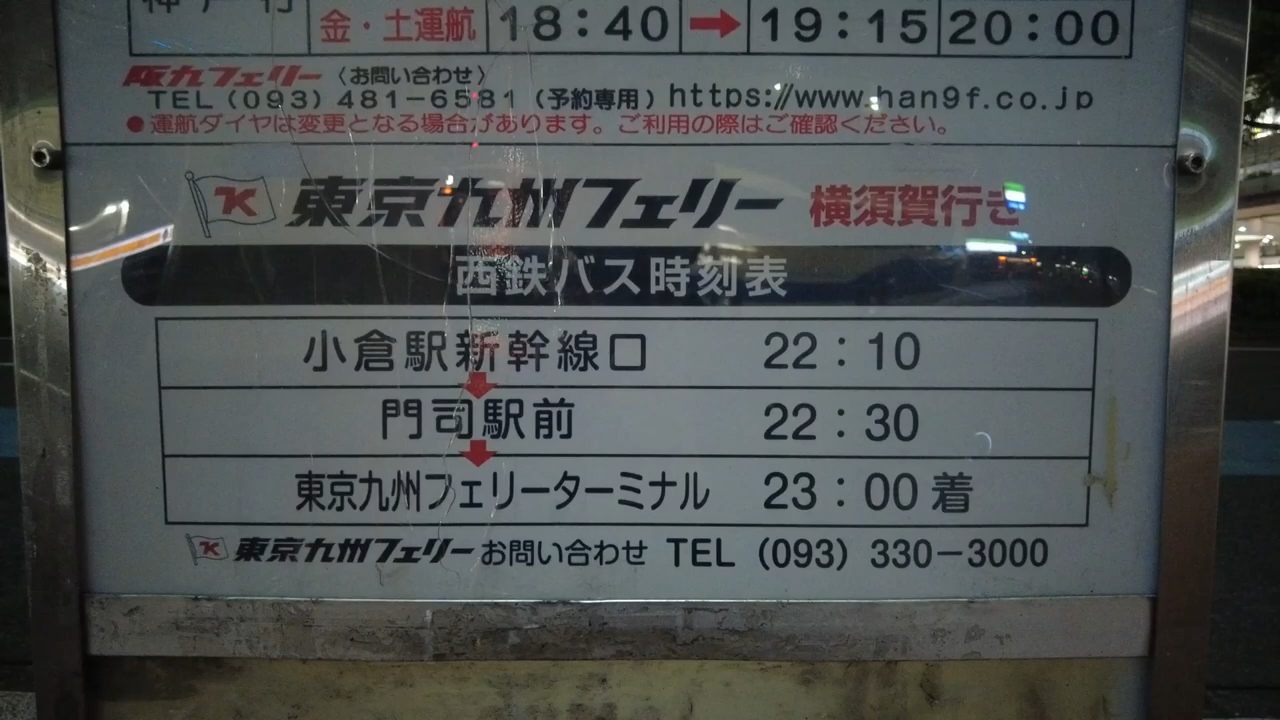 神戸行
金・土運航 18:40 → 19:15 20:00
阪九フェリー〈お問い合わせ〉
TEL(093)481-6581(予約専用)https://www.han9f.co.jp
●運航ダイヤは変更となる場合があります。ご利用の際はご確認ください。
K 東京九州フェリー 横須賀行き
西鉄バス時刻表
小倉駅新幹線口 22:10
門司駅前 22:30
東京九州フェリーターミナル 23:00着
K 東京九州フェリーお問い合わせ TEL(093)330-3000